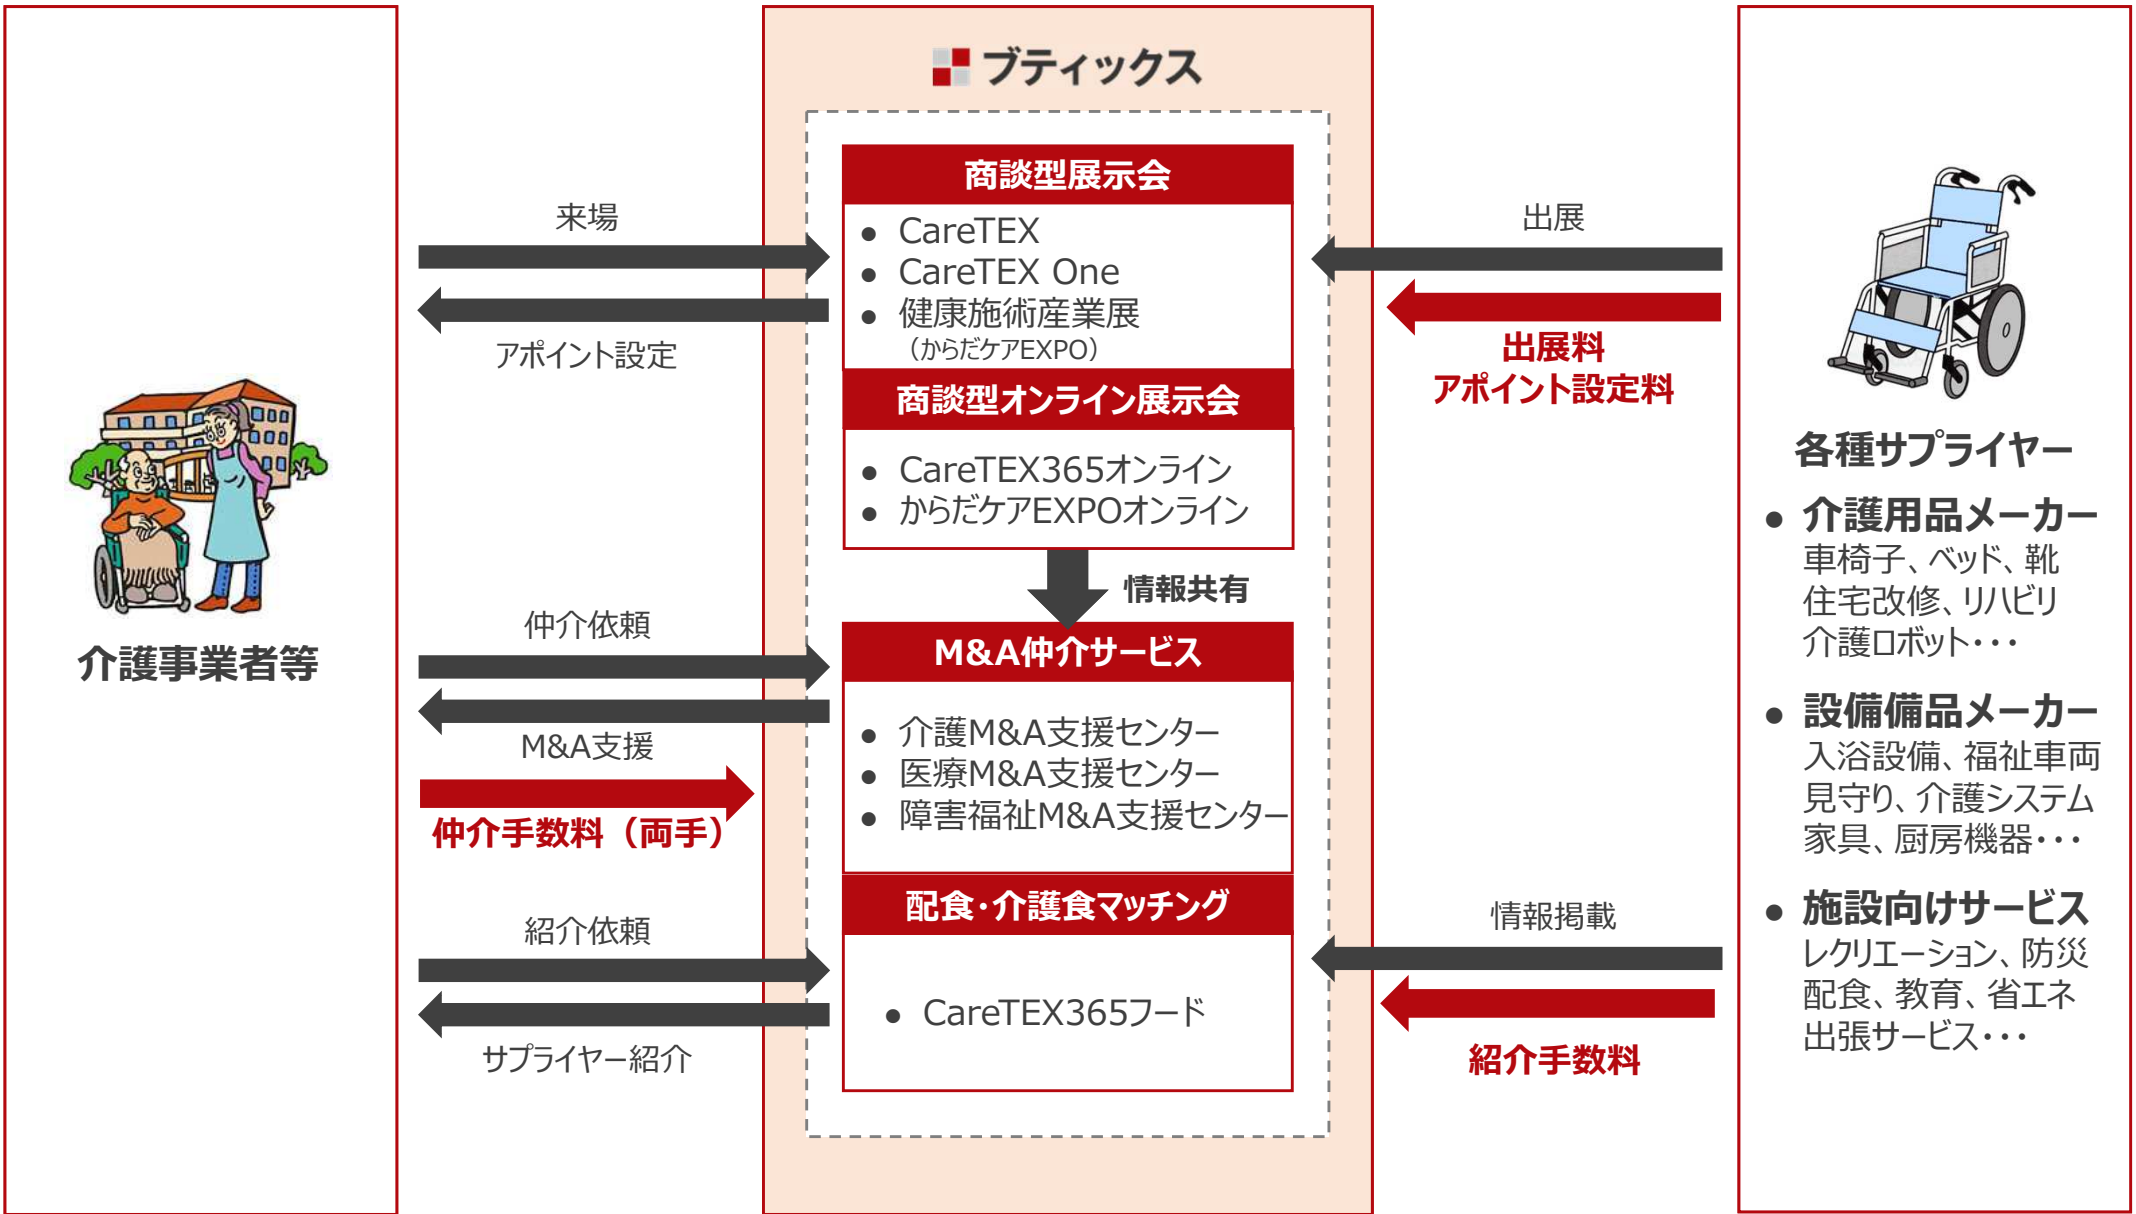 ブティックス
商談型展示会
CareTEX
CareTEX One
健康施術産業展
（からだケアEXPO）
商談型オンライン展示会
CareTEX365オンライン
からだケアEXPOオンライン
情報共有
M&A仲介サービス
介護M&A支援センター
医療M&A支援センター
障害福祉M&A支援センター
配食・介護食マッチング
CareTEX365フード
来場
アポイント設定
介護事業者等
仲介依頼
M&A支援
仲介手数料（両手）
紹介依頼
サプライヤー紹介
出展
出展料
アポイント設定料
情報掲載
紹介手数料
各種サプライヤー
介護用品メーカー
車椅子、ベッド、靴
住宅改修、リハビリ
介護ロボット・・・
設備備品メーカー
入浴設備、福祉車両
見守り、介護システム
家具、厨房機器・・・
施設向けサービス
レクリエーション、防災
配食、教育、省エネ
出張サービス・・・